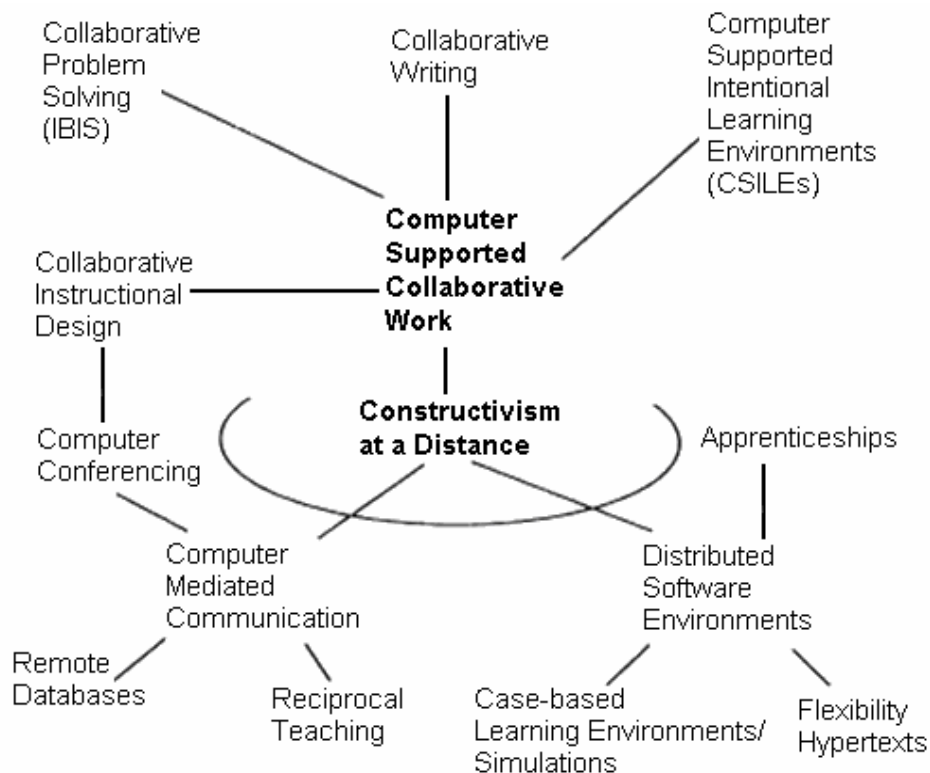 Collaborative
Problem
Solving
(IBIS)
Collaborative
Writing
Computer
Supported
Intentional
Learning
Environments
(CSILEs)
Computer
Supported
Collaborative
Work
Collaborative
Instructional
Design
Constructivism
at a Distance
Computer
Conferencing
Apprenticeships
Computer
Mediated
Communication
Distributed
Software
Environments
Remote
Databases
Reciprocal
Teaching
Case-based
Learning Environments/
Simulations
Flexibility
Hypertexts